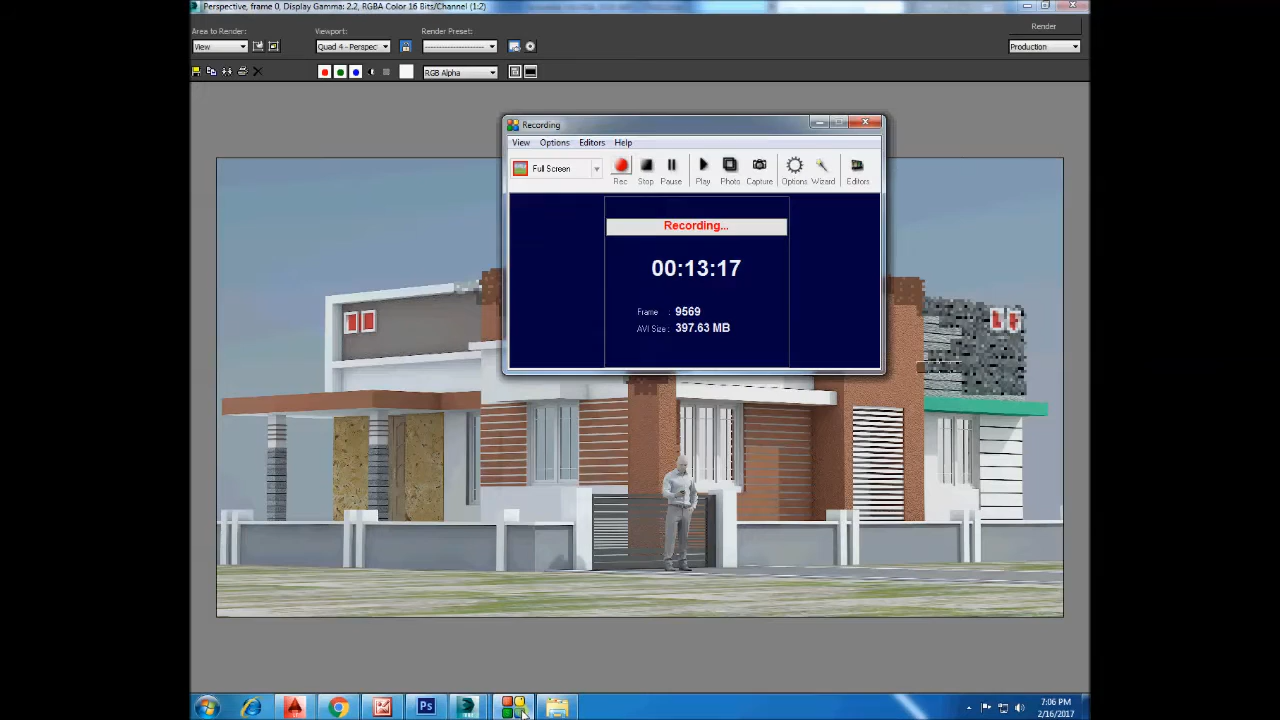 Perspective, frame 0, Display Gamma: 2.2, RGBA Color 16 Bits/Channel (1:2)
Area to Render:
Viewport:
Render Preset:
Render
View
Quad 4 - Perspec
--------------------
Production
RGB Alpha
Recording
View Options Editors Help
Full Screen
Rec Stop Pause Play Photo Capture Options Wizard Editors
Recording...
00:13:17
Frame : 9569
AVI Size : 397.63 MB
Ps
7:06 PM
2/16/2017